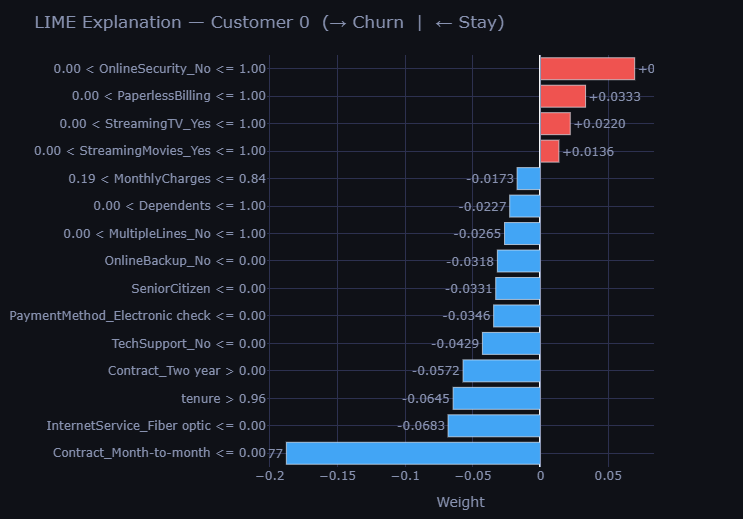 LIME Explanation — Customer 0 (→ Churn | ← Stay)
0.00 < OnlineSecurity_No <= 1.00 +0
0.00 < PaperlessBilling <= 1.00 +0.0333
0.00 < StreamingTV_Yes <= 1.00 +0.0220
0.00 < StreamingMovies_Yes <= 1.00 +0.0136
0.19 < MonthlyCharges <= 0.84 -0.0173
0.00 < Dependents <= 1.00 -0.0227
0.00 < MultipleLines_No <= 1.00 -0.0265
OnlineBackup_No <= 0.00 -0.0318
SeniorCitizen <= 0.00 -0.0331
PaymentMethod_Electronic check <= 0.00 -0.0346
TechSupport_No <= 0.00 -0.0429
Contract_Two year > 0.00 -0.0572
tenure > 0.96 -0.0645
InternetService_Fiber optic <= 0.00 -0.0683
Contract_Month-to-month <= 0.00 77
−0.2 −0.15 −0.1 −0.05 0 0.05
Weight